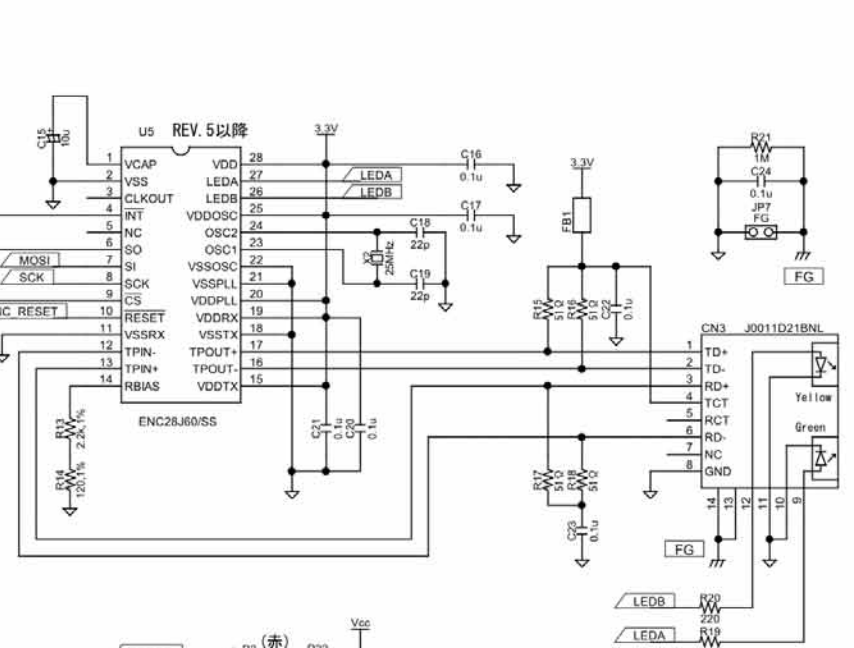 U5 REV.5以降
ENC28J60/SS
1 VCAP
2 VSS
3 CLKOUT
4 INT
5 NC
6 SO
7 SI
8 SCK
9 CS
10 RESET
11 VSSRX
12 TPIN-
13 TPIN+
14 RBIAS
VDD 28
LEDA 27
LEDB 26
VDDOSC 25
OSC2 24
OSC1 23
VSSOSC 22
VSSPLL 21
VDDPLL 20
VDDRX 19
VSSTX 18
TPOUT+ 17
TPOUT- 16
VDDTX 15
C15 10u
MOSI
SCK
C_RESET
R13 2.2k,1%
R14 120,1%
3.3V
LEDA
LEDB
C16
0.1u
C17
0.1u
C18
22p
X2 25MHz
C19
22p
C21 0.1u
C20 0.1u
3.3V
FB1
R15 51Ω
R16 51Ω
C22 0.1u
R17 51Ω
R18 51Ω
C23 0.1u
R21
1M
C24
0.1u
JP7
FG
FG
CN3 J0011D21BNL
1 TD+
2 TD-
3 RD+
4 TCT
5 RCT
6 RD-
7 NC
8 GND
Yellow
Green
14 13 12 11 10 9
FG
LEDB R20
220
LEDA R19
Vcc
(赤)